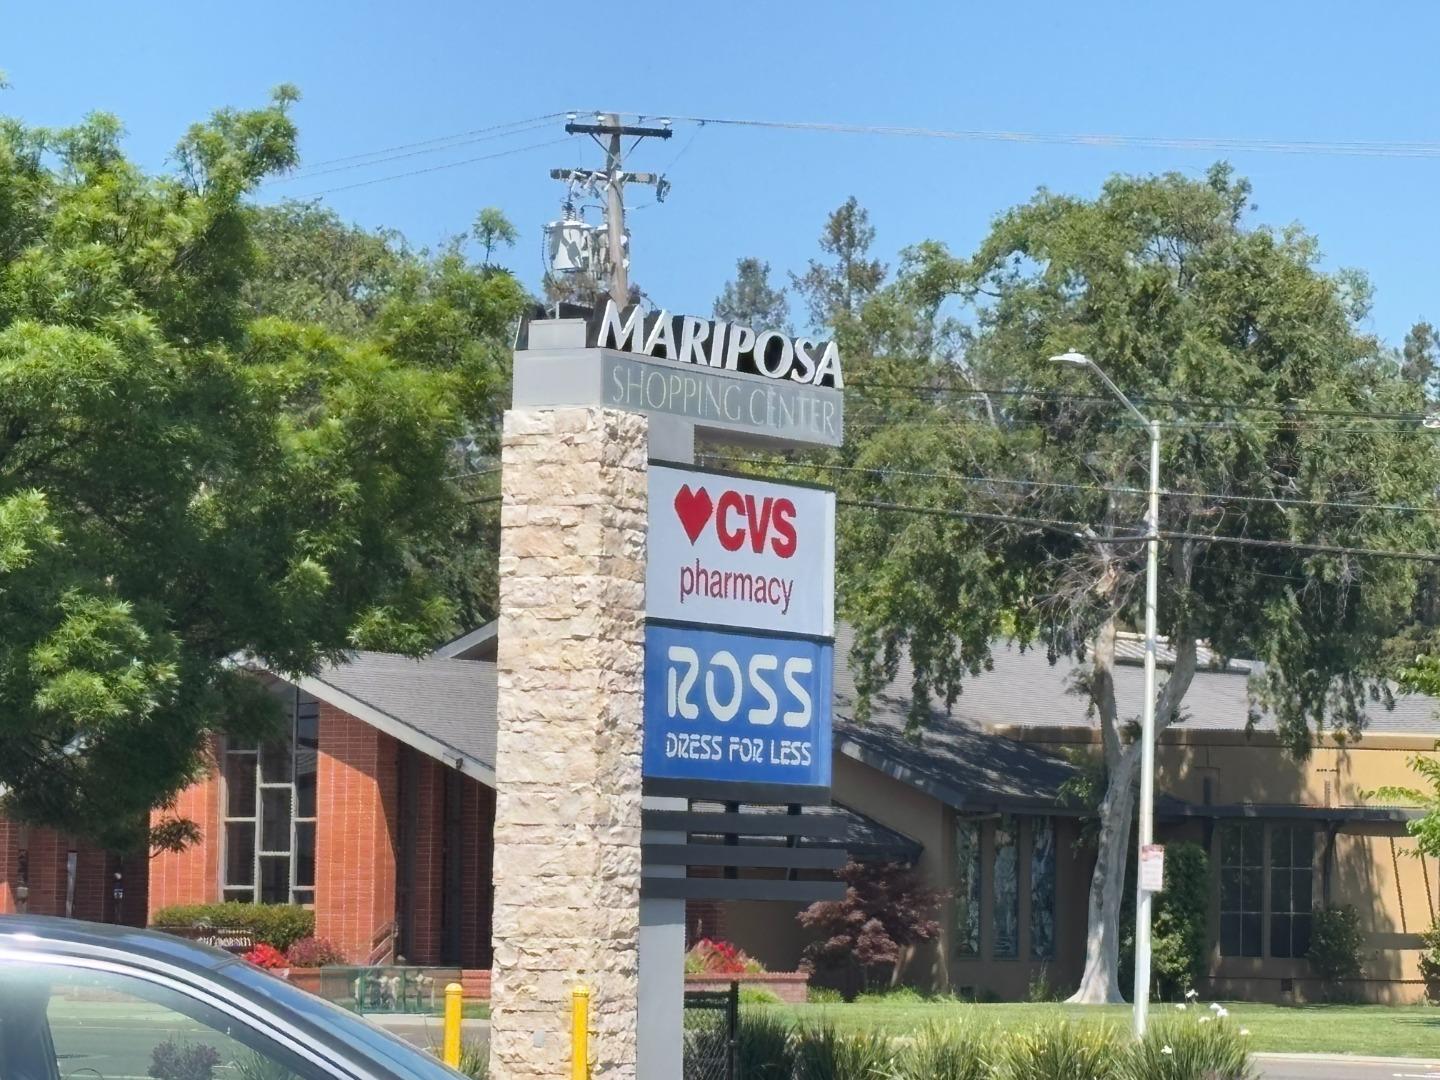 MARIPOSA
SHOPPING CENTER
CVS
pharmacy
ROSS
DRESS FOR LESS